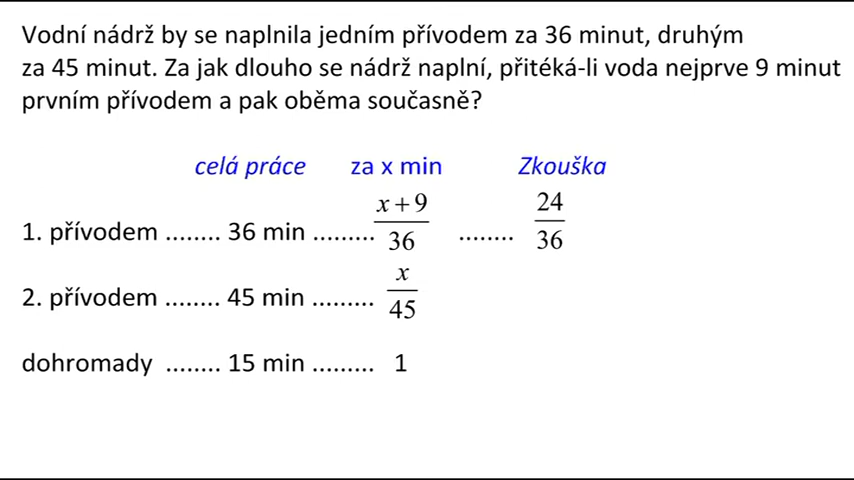 Vodní nádrž by se naplnila jedním přívodem za 36 minut, druhým
za 45 minut. Za jak dlouho se nádrž naplní, přitéká-li voda nejprve 9 minut
prvním přívodem a pak oběma současně?
celá práce za x min Zkouška
1. přívodem ........ 36 min ......... x + 9 / 36 ........ 24 / 36
2. přívodem ........ 45 min ......... x / 45
dohromady ........ 15 min ......... 1